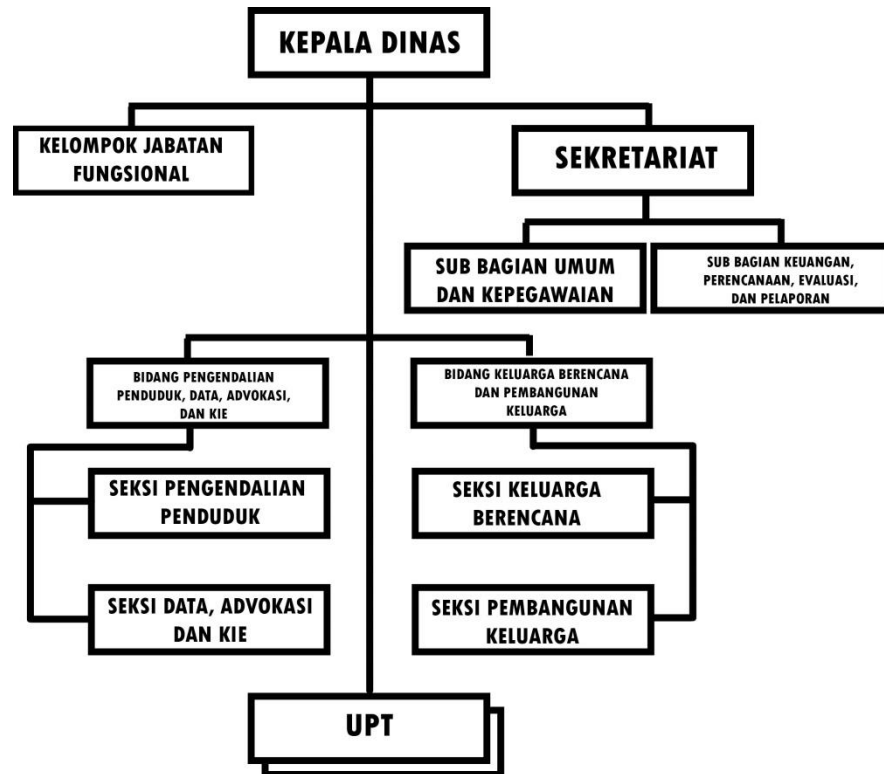 KEPALA DINAS
KELOMPOK JABATAN
FUNGSIONAL
SEKRETARIAT
SUB BAGIAN UMUM
DAN KEPEGAWAIAN
SUB BAGIAN KEUANGAN,
PERENCANAAN, EVALUASI,
DAN PELAPORAN
BIDANG PENGENDALIAN
PENDUDUK, DATA, ADVOKASI,
DAN KIE
BIDANG KELUARGA BERENCANA
DAN PEMBANGUNAN
KELUARGA
SEKSI PENGENDALIAN
PENDUDUK
SEKSI KELUARGA
BERENCANA
SEKSI DATA, ADVOKASI
DAN KIE
SEKSI PEMBANGUNAN
KELUARGA
UPT